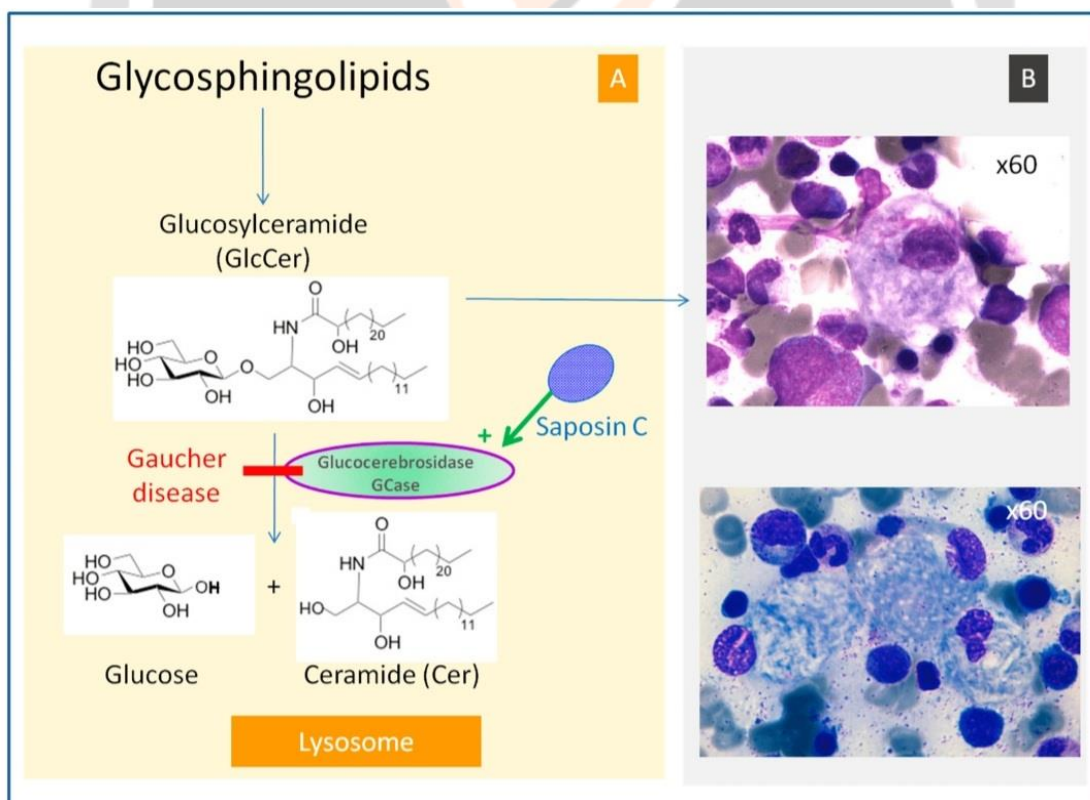 Glycosphingolipids
A
B
x60
Glucosylceramide
(GlcCer)
O
HN
20
OH
HO
HO
HO
O
O
OH
OH
11
Saposin C
+
Gaucher
disease
Glucocerebrosidase
GCase
x60
HO
HO
HO
O
OH
OH
+
O
HN
20
OH
HO
11
OH
Glucose
Ceramide (Cer)
Lysosome